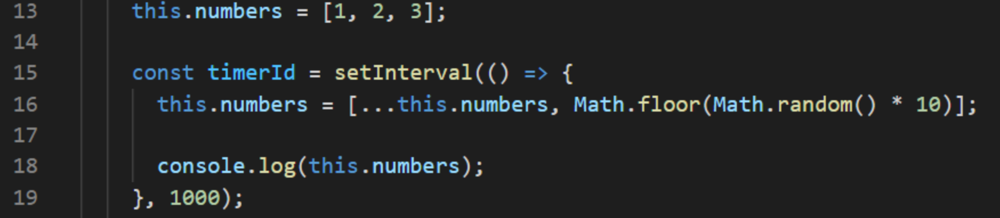 13 this.numbers = [1, 2, 3];
14
15 const timerId = setInterval(() => {
16 this.numbers = [...this.numbers, Math.floor(Math.random() * 10)];
17
18 console.log(this.numbers);
19 }, 1000);